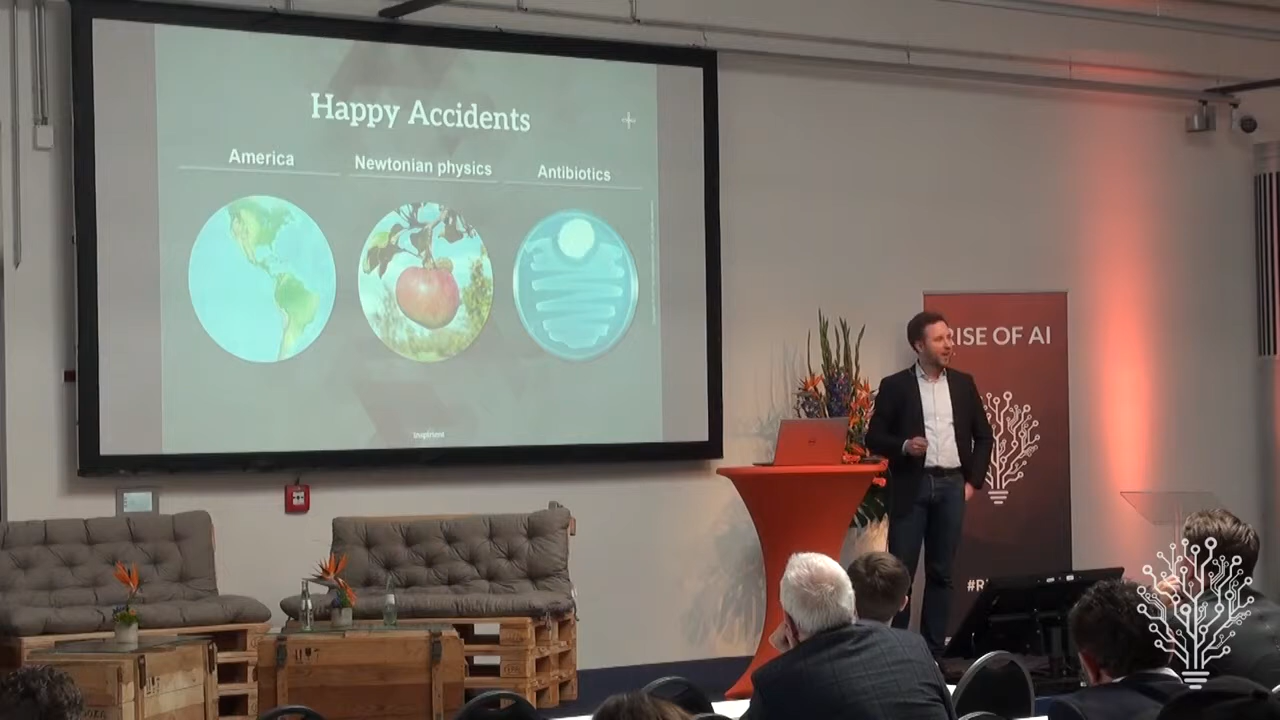 Happy Accidents
America
Newtonian physics
Antibiotics
RISE OF AI